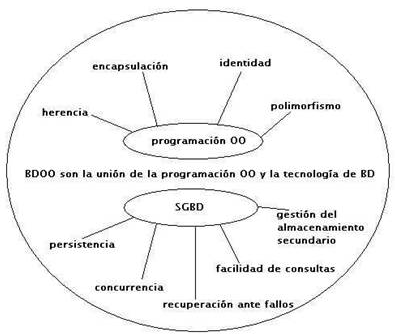 encapsulación
identidad
herencia
polimorfismo
programación OO
BDOO son la unión de la programación OO y la tecnología de BD
SGBD
gestión del
almacenamiento
secundario
persistencia
facilidad de consultas
concurrencia
recuperación ante fallos